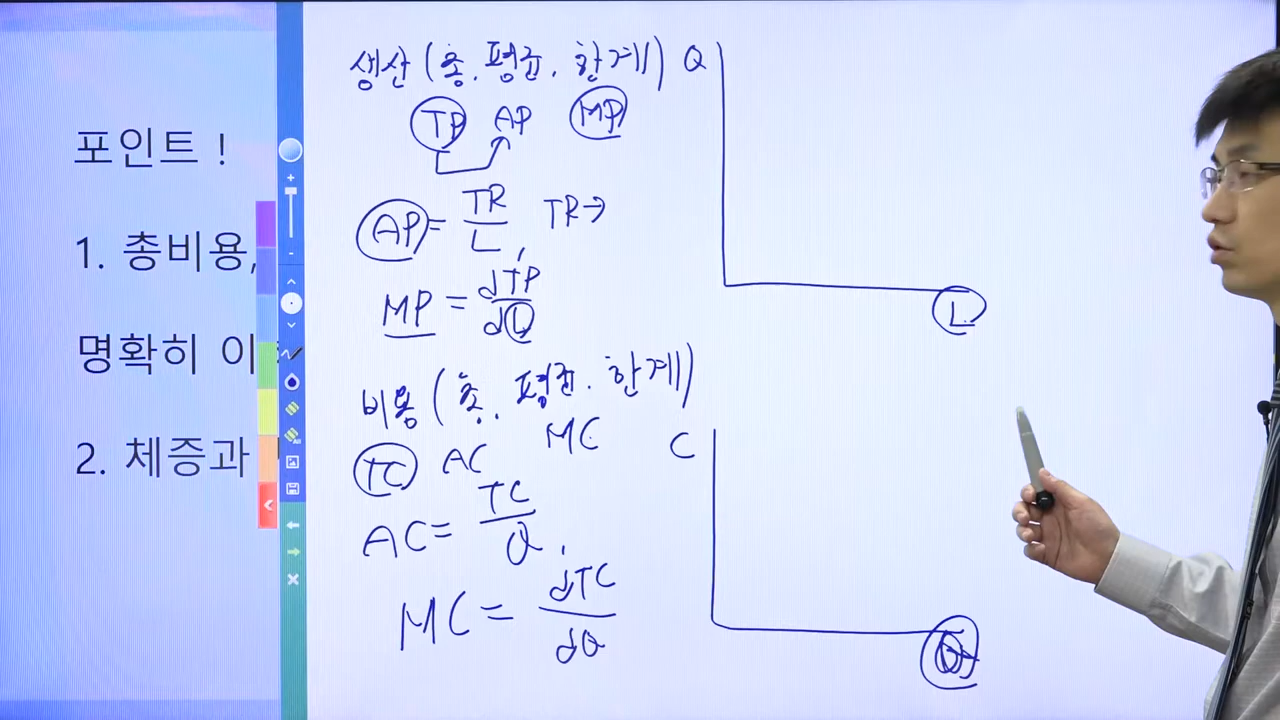 포인트 !
1. 총비용,
명확히 이
2. 체증과
생산 (총, 평균, 한계)
TP AP MP
AP = TR/L, TR→
MP = dTP/dL
비용 (총, 평균, 한계)
TC AC MC
AC = TC/Q,
MC = dTC/dQ
Q
L
C